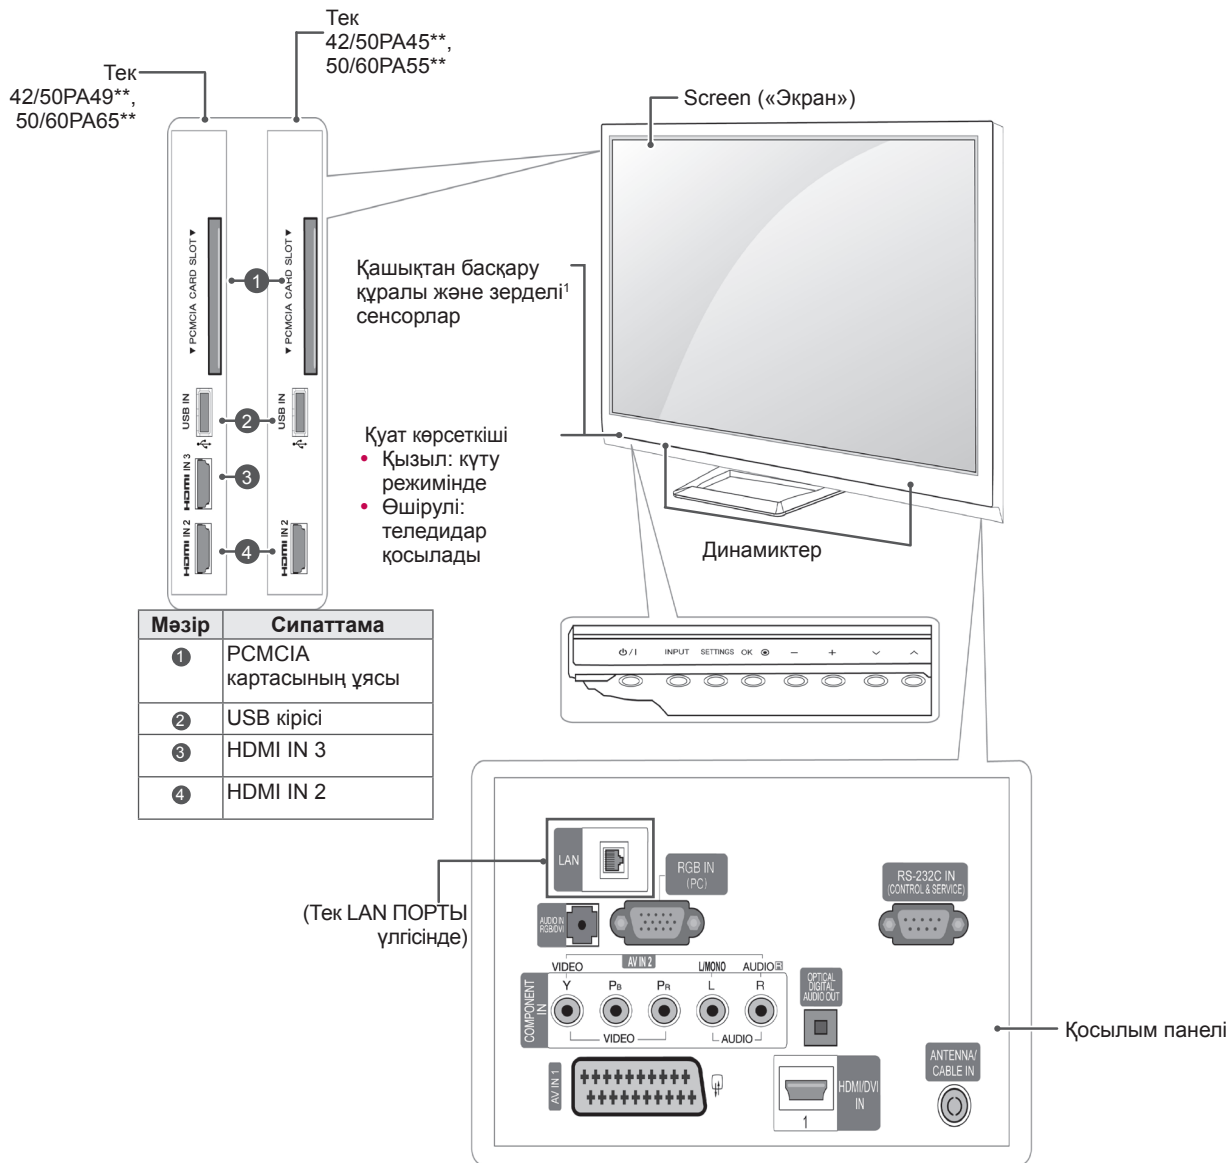 Тек
42/50PA45**,
50/60PA55**
Тек
42/50PA49**,
50/60PA65**
Screen («Экран»)
▼ PCMCIA CARD SLOT ▼
▼ PCMCIA CARD SLOT ▼
1
USB IN
USB IN
2
HDMI IN 3
3
HDMI IN 2
HDMI IN 2
4
Қашықтан басқару
құралы және зерделі¹
сенсорлар
Қуат көрсеткіші
• Қызыл: күту
режимінде
• Өшірулі:
теледидар
қосылады
Динамиктер
Мәзір Сипаттама
1 PCMCIA
картасының ұясы
2 USB кірісі
3 HDMI IN 3
4 HDMI IN 2
⏻ / I INPUT SETTINGS OK ⦿ − + ﹀ ︿
LAN
(Тек LAN ПОРТЫ
үлгісінде)
RGB IN
(PC)
RS-232C IN
(CONTROL & SERVICE)
AUDIO IN
RGB/DVI
AV IN 2
VIDEO L/MONO AUDIO R
COMPONENT
IN
Y PB PR L R
VIDEO AUDIO
OPTICAL
DIGITAL
AUDIO OUT
Қосылым панелі
AV IN 1
HDMI/DVI
IN
1
ANTENNA/
CABLE IN